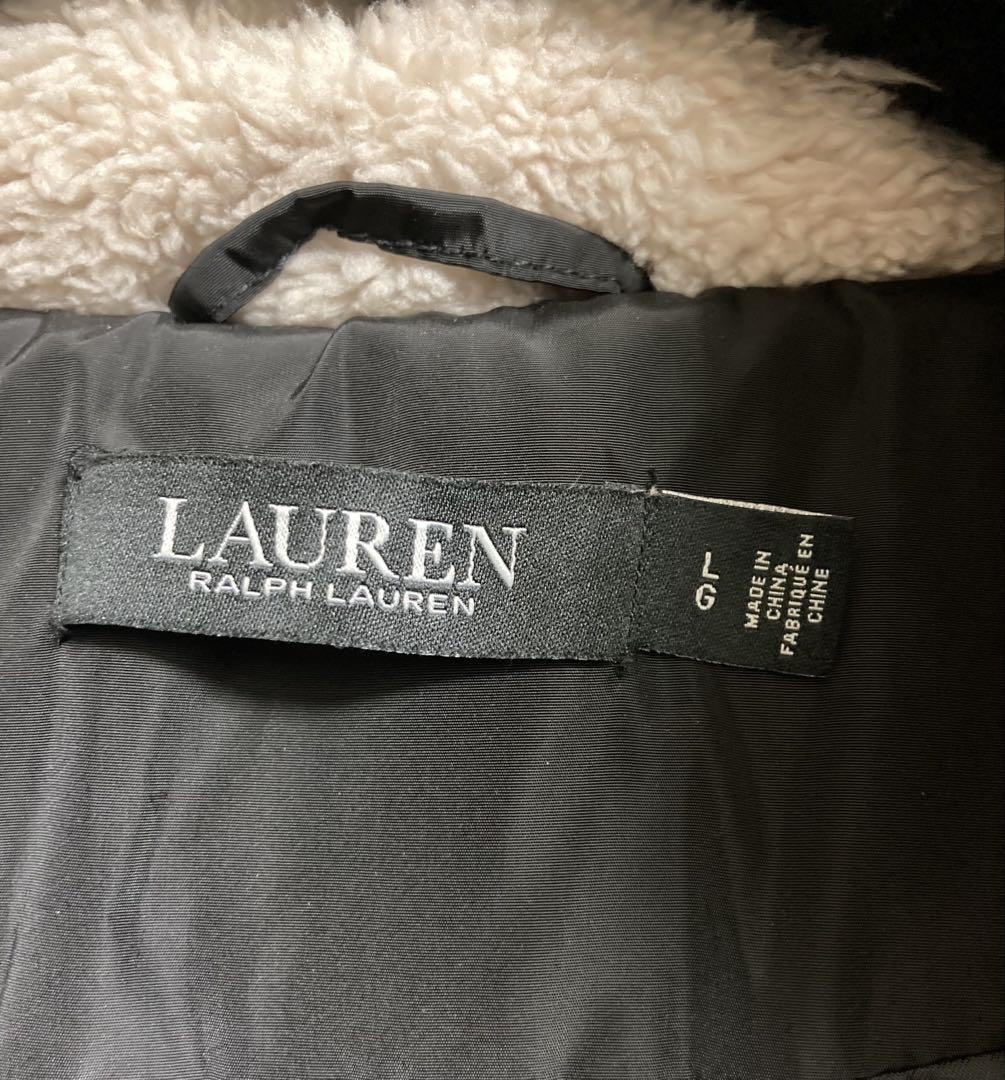 LAUREN
RALPH LAUREN
L
G
MADE IN
CHINA
FABRIQUÉ EN
CHINE